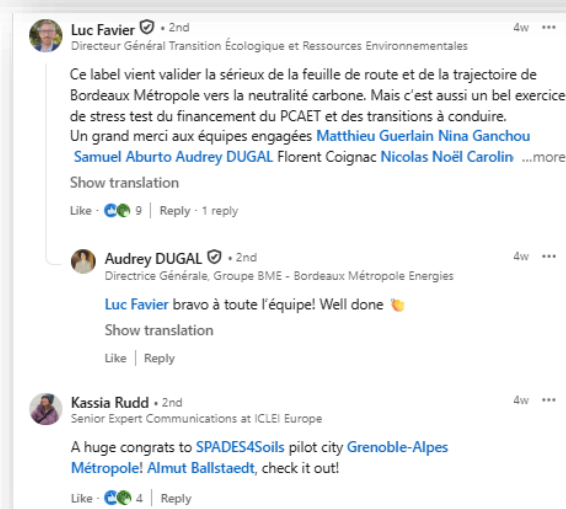 Luc Favier • 2nd
4w •••
Directeur Général Transition Écologique et Ressources Environnementales
Ce label vient valider la sérieux de la feuille de route et de la trajectoire de
Bordeaux Métropole vers la neutralité carbone. Mais c'est aussi un bel exercice
de stress test du financement du PCAET et des transitions à conduire.
Un grand merci aux équipes engagées Matthieu Guerlain Nina Ganchou
Samuel Aburto Audrey DUGAL Florent Coignac Nicolas Noël Carolin ...more
Show translation
Like · 9 | Reply · 1 reply
Audrey DUGAL • 2nd
4w •••
Directrice Générale, Groupe BME - Bordeaux Métropole Energies
Luc Favier bravo à toute l'équipe! Well done 👏
Show translation
Like | Reply
Kassia Rudd • 2nd
4w •••
Senior Expert Communications at ICLEI Europe
A huge congrats to SPADES4Soils pilot city Grenoble-Alpes
Métropole! Almut Ballstaedt, check it out!
Like · 4 | Reply